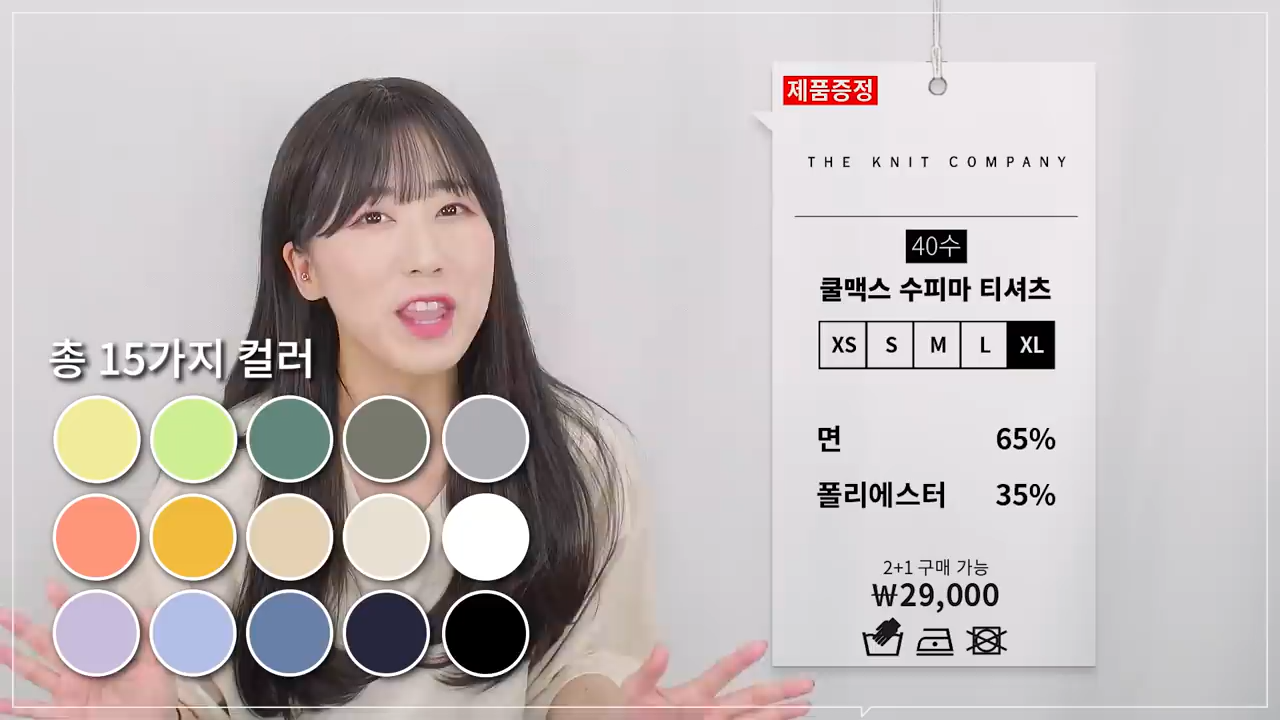 제품증정
THE KNIT COMPANY
40수
쿨맥스 수피마 티셔츠
XS S M L XL
면 65%
폴리에스터 35%
2+1 구매 가능
₩29,000
총 15가지 컬러